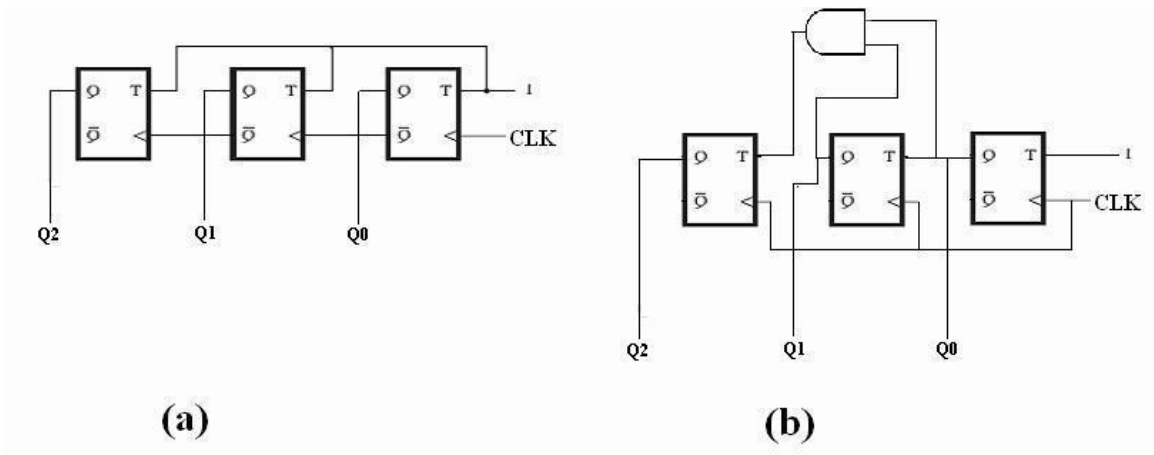 Q T Q T Q T 1
Q̅ Q̅ Q̅ CLK
Q2 Q1 Q0
(a)
Q T Q T Q T 1
Q̅ Q̅ Q̅ CLK
Q2 Q1 Q0
(b)